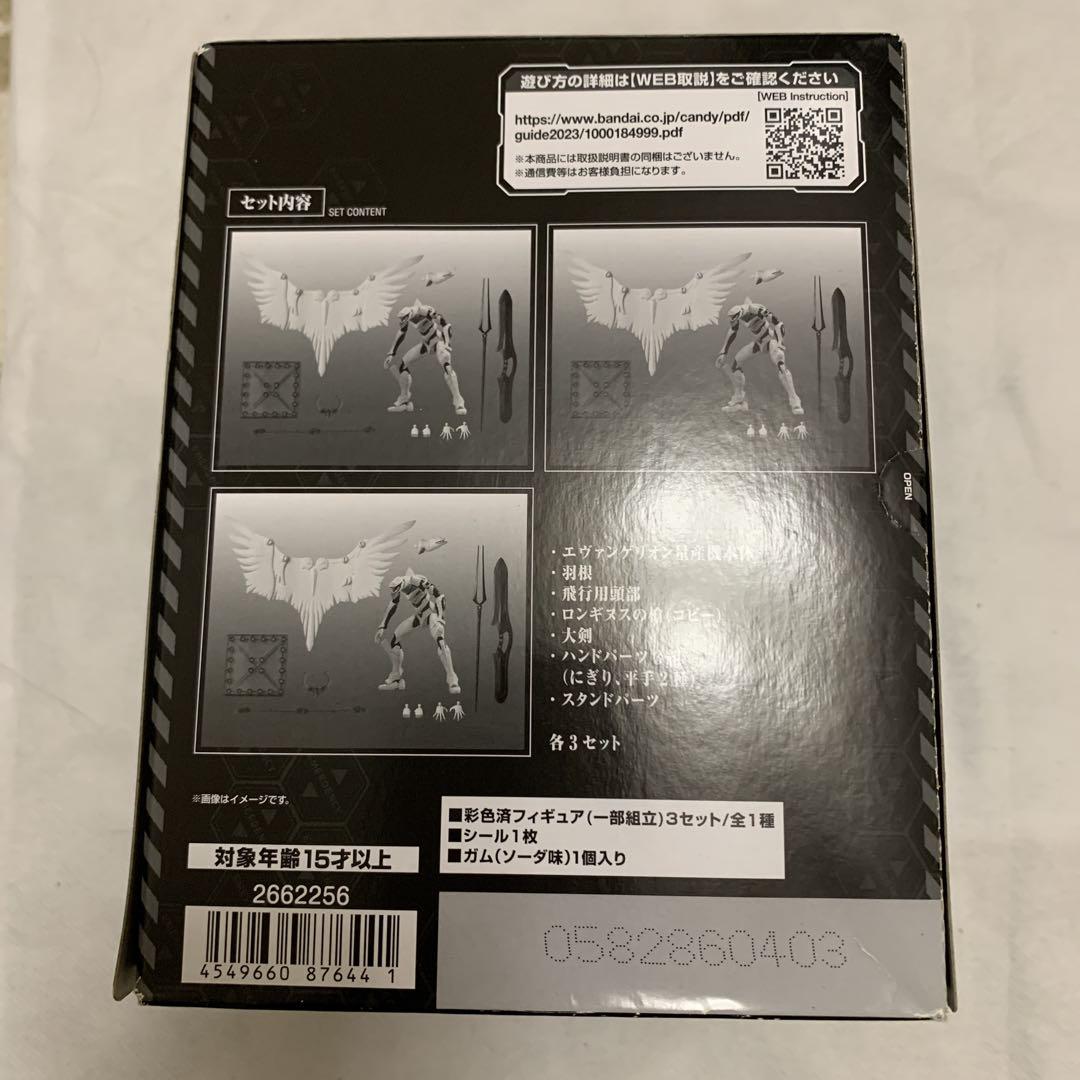 遊び方の詳細は[WEB取説]をご確認ください
[WEB Instruction]
https://www.bandai.co.jp/candy/pdf/
guide2023/1000184999.pdf
※本商品には取扱説明書の同梱はございません。
※通信費等はお客様負担になります。
セット内容
SET CONTENT
OPEN
・エヴァンゲリオン量産機本体
・羽根
・飛行用頭部
・ロンギヌスの槍(コピー)
・大剣
・ハンドパーツ
(にぎり、平手2種)
・スタンドパーツ
各3セット
※画像はイメージです。
■彩色済フィギュア(一部組立)3セット/全1種
■シール1枚
■ガム(ソーダ味)1個入り
対象年齢15才以上
2662256
4549660 87644 1
0582860403